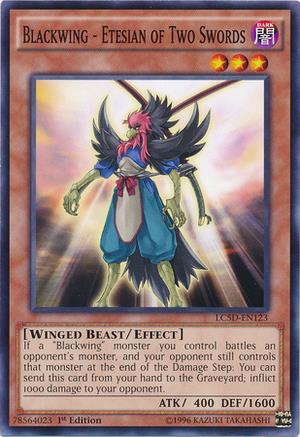 Blackwing - Etesian of Two Swords
DARK
闇
LC5D-EN123
[Winged Beast/Effect]
If a "Blackwing" monster you control battles an
opponent's monster, and your opponent still controls
that monster at the end of the Damage Step: You can
send this card from your hand to the Graveyard; inflict
1000 damage to your opponent.
ATK/ 400 DEF/1600
78564023 1st Edition ©1996 KAZUKI TAKAHASHI